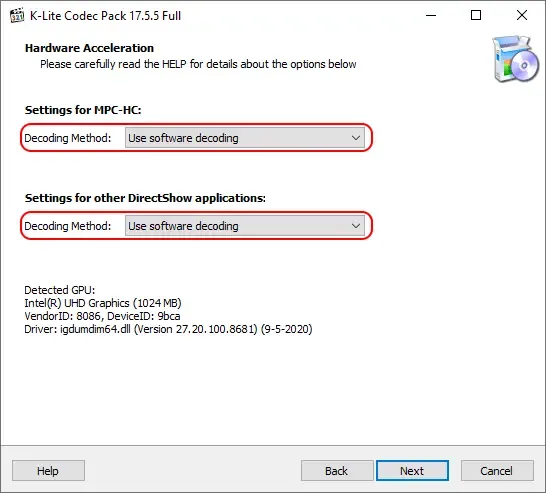 K-Lite Codec Pack 17.5.5 Full
Hardware Acceleration
Please carefully read the HELP for details about the options below
Settings for MPC-HC:
Decoding Method: Use software decoding
Settings for other DirectShow applications:
Decoding Method: Use software decoding
Detected GPU:
Intel(R) UHD Graphics (1024 MB)
VendorID: 8086, DeviceID: 9bca
Driver: igdumdim64.dll (Version 27.20.100.8681) (9-5-2020)
Help Back Next Cancel